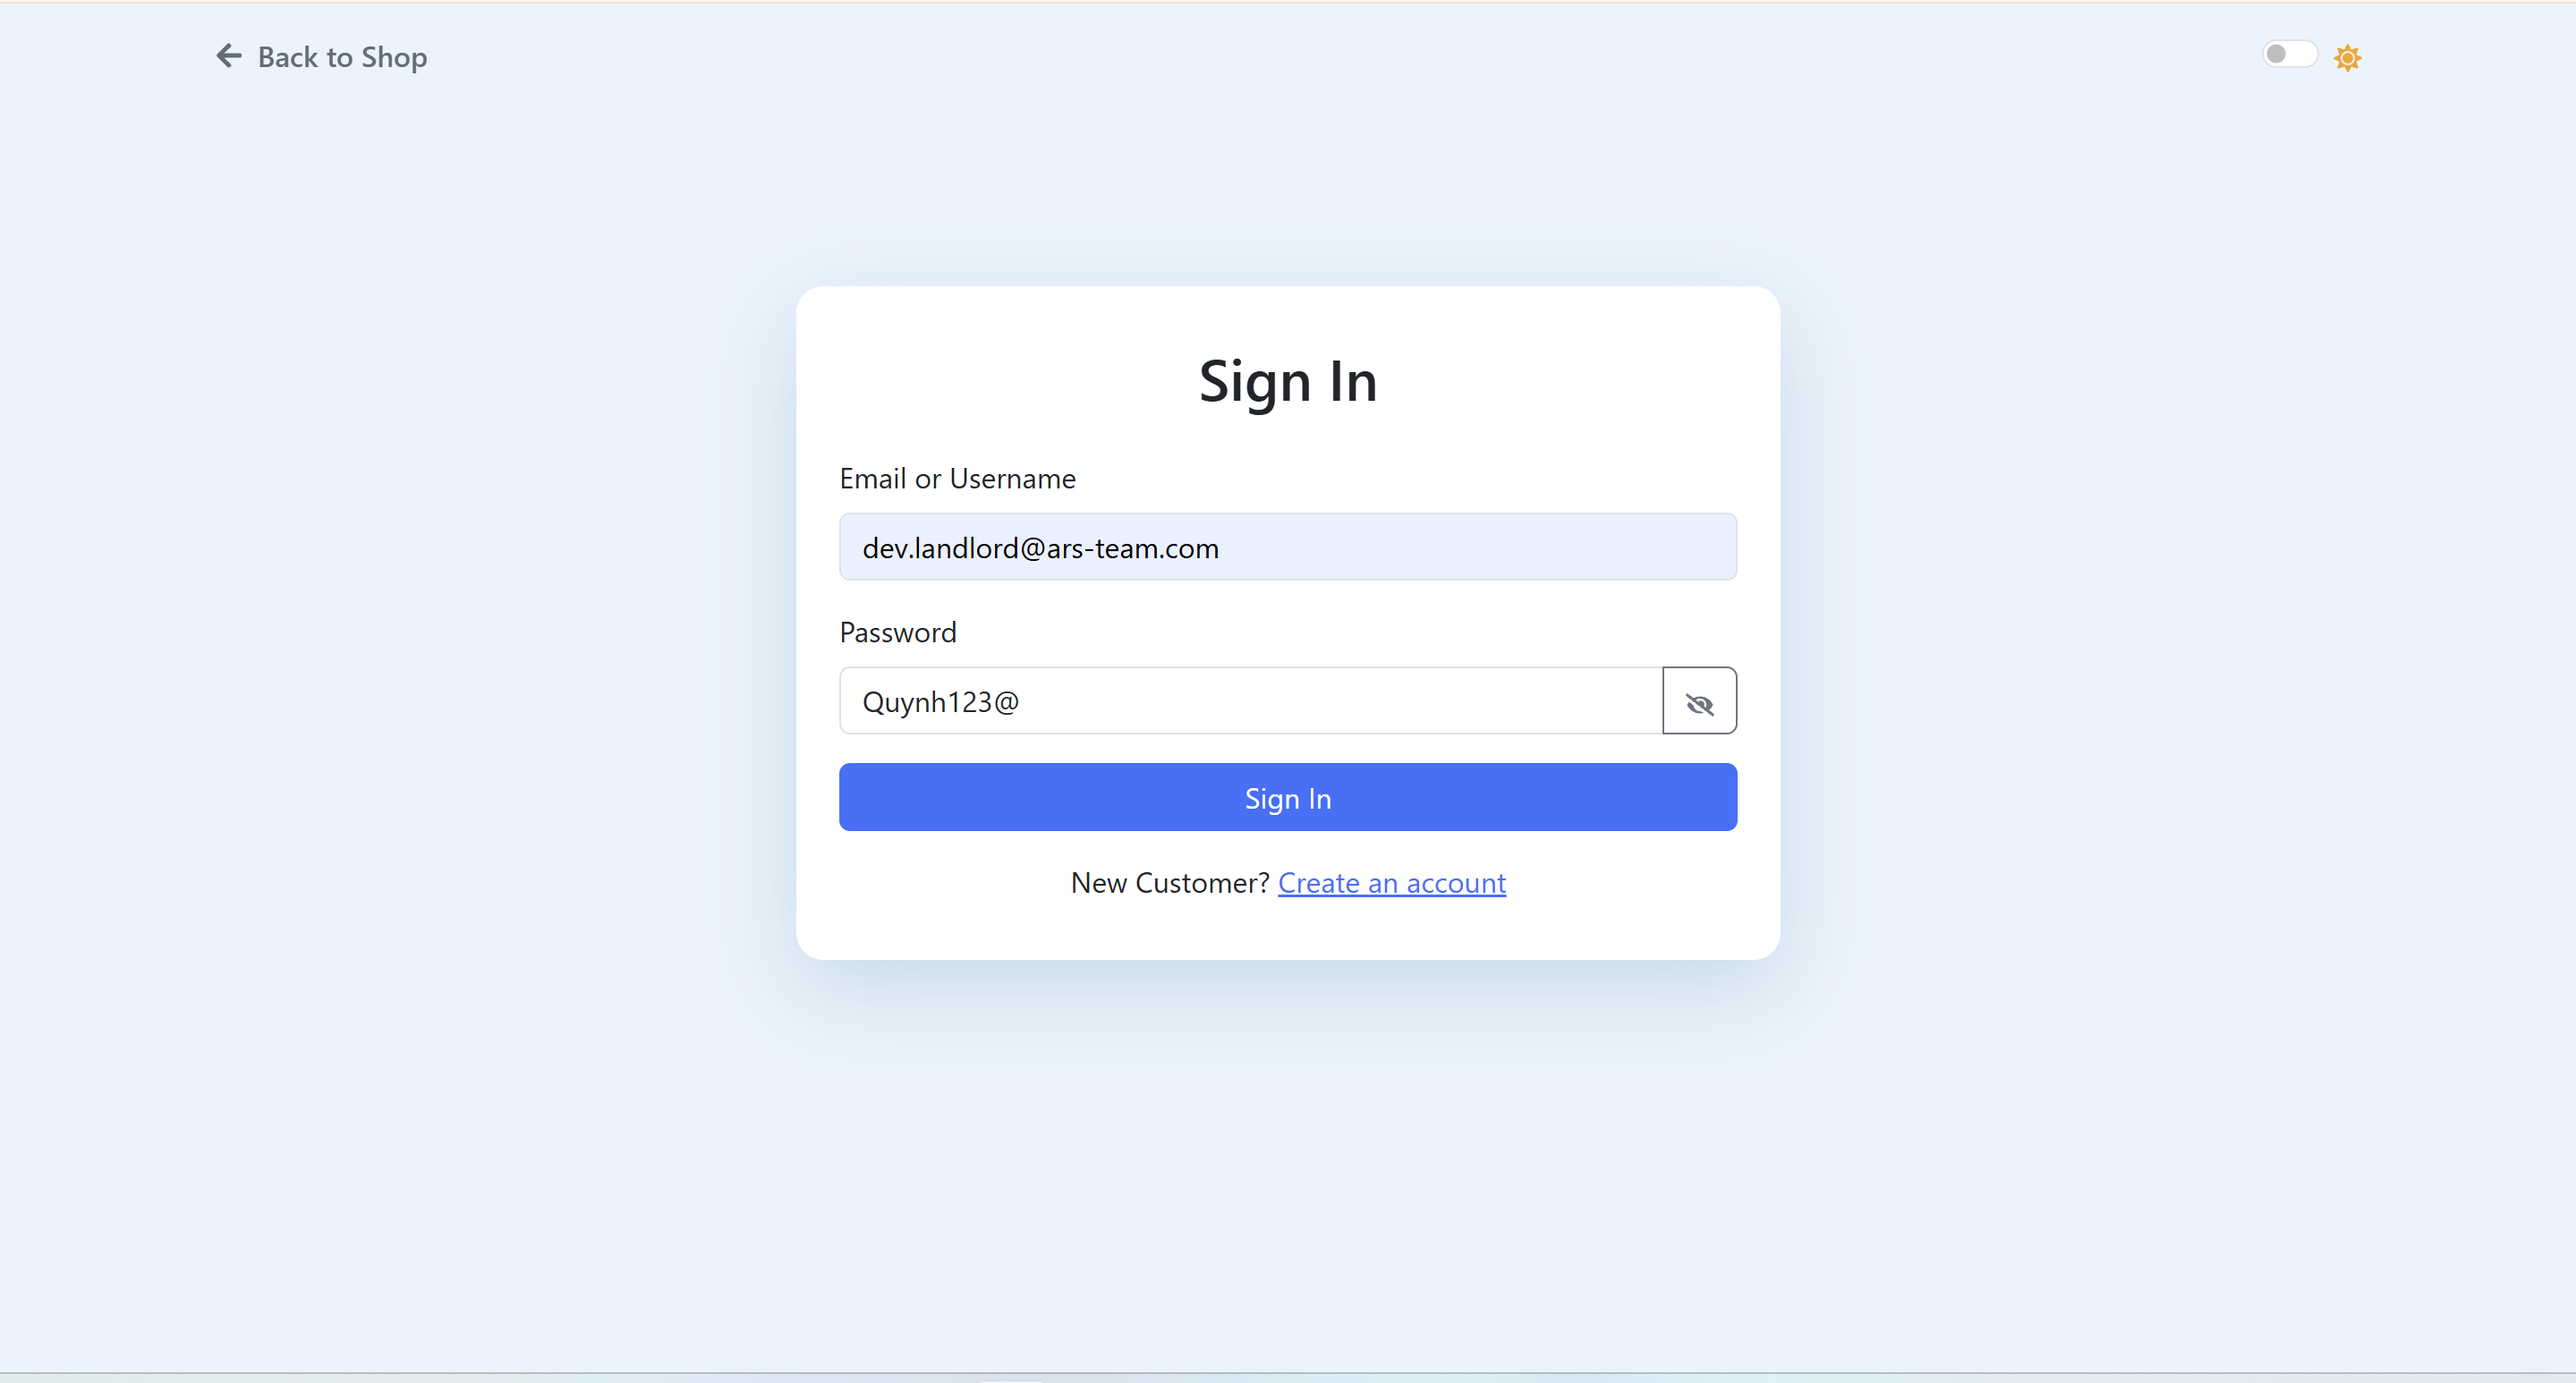 Back to Shop
Sign In
Email or Username
dev.landlord@ars-team.com
Password
Quynh123@
Sign In
New Customer? Create an account